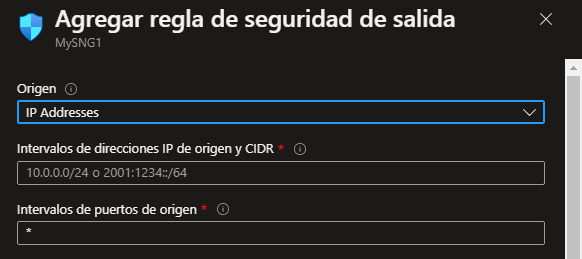 Agregar regla de seguridad de salida
MySNG1
Origen
IP Addresses
Intervalos de direcciones IP de origen y CIDR *
10.0.0.0/24 o 2001:1234::/64
Intervalos de puertos de origen *
*